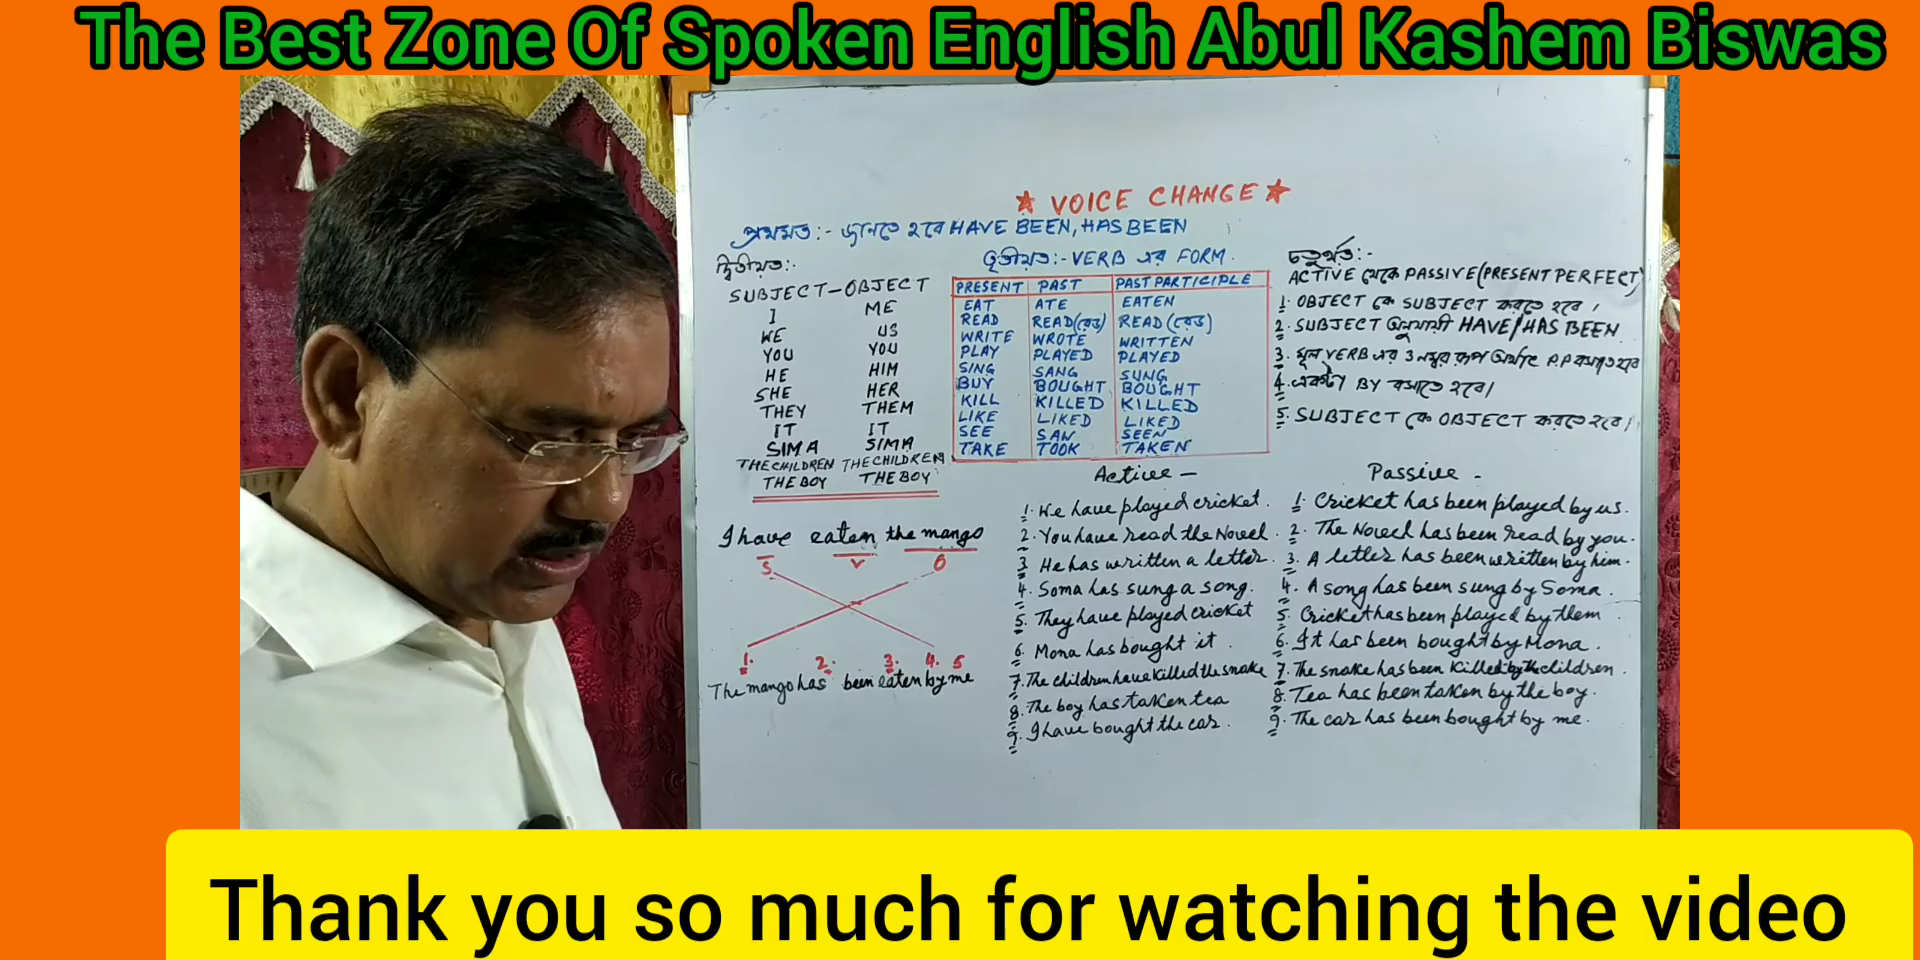 The Best Zone Of Spoken English Abul Kashem Biswas
★ VOICE CHANGE ★
প্রথমত:- জানতে হবে HAVE BEEN, HAS BEEN
দ্বিতীয়ত:-
SUBJECT – OBJECT
I ME
WE US
YOU YOU
HE HIM
SHE HER
THEY THEM
IT IT
SIMA SIMA
THE CHILDREN THE CHILDREN
THE BOY THE BOY
তৃতীয়ত:- VERB এর FORM.
PRESENT PAST PAST PARTICIPLE
EAT ATE EATEN
READ READ (রেড) READ (রেড)
WRITE WROTE WRITTEN
PLAY PLAYED PLAYED
SING SANG SUNG
BUY BOUGHT BOUGHT
KILL KILLED KILLED
LIKE LIKED LIKED
SEE SAW SEEN
TAKE TOOK TAKEN
চতুর্থত:-
ACTIVE থেকে PASSIVE (PRESENT PERFECT)
1. OBJECT কে SUBJECT করতে হবে।
2. SUBJECT অনুযায়ী HAVE/HAS BEEN
3. মূল VERB এর ৩ নম্বর রূপ অর্থাৎ P.P বসাতে হবে
4. একটা BY বসাতে হবে।
5. SUBJECT কে OBJECT করতে হবে।
I have eaten the mango
S V O
1. 2. 3. 4. 5
The mango has been eaten by me
Active –
1. We have played cricket.
2. You have read the Novel.
3. He has written a letter.
4. Soma has sung a song.
5. They have played cricket
6. Mona has bought it.
7. The children have killed the snake
8. The boy has taken tea
9. I have bought the car.
Passive –
1. Cricket has been played by us.
2. The Novel has been read by you.
3. A letter has been written by him.
4. A song has been sung by Soma.
5. Cricket has been played by them
6. It has been bought by Mona.
7. The snake has been killed by the children.
8. Tea has been taken by the boy.
9. The car has been bought by me.
Thank you so much for watching the video